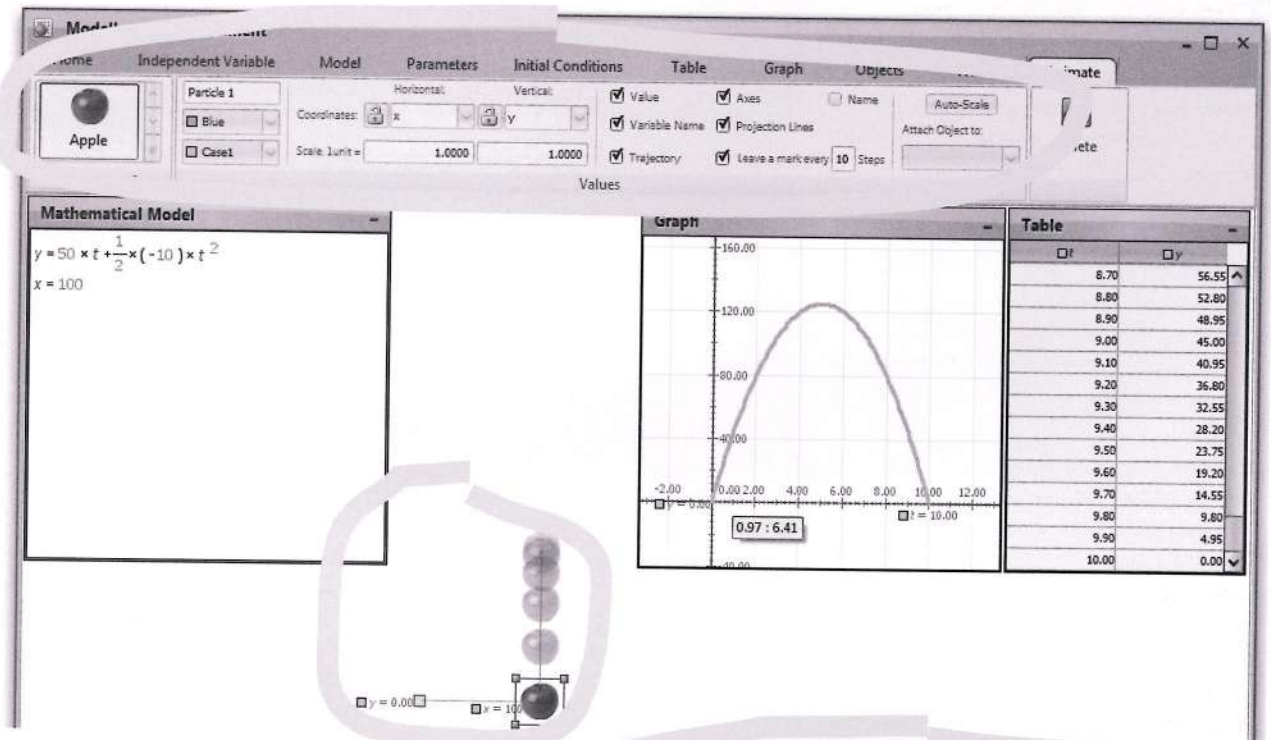 Independent Variable Model Parameters Initial Conditions Table Graph Objects
Apple
Particle 1
Blue
Case1
Horizontal: Vertical:
Coordinates: x y
Scale: 1unit = 1.0000 1.0000
Value
Variable Name
Trajectory
Axes
Projection Lines
Leave a mark every 10 Steps
Name
Auto-Scale
Attach Object to:
Values
Mathematical Model
y = 50 × t + 1/2 × (-10) × t 2
x = 100
y = 0.00
x =
Graph
160.00
120.00
80.00
40.00
-2.00 0.00 2.00 4.00 6.00 8.00 10.00 12.00
y = 0.00
t = 10.00
0.97 : 6.41
Table
t y
8.70 56.55
8.80 52.80
8.90 48.95
9.00 45.00
9.10 40.95
9.20 36.80
9.30 32.55
9.40 28.20
9.50 23.75
9.60 19.20
9.70 14.55
9.80 9.80
9.90 4.95
10.00 0.00